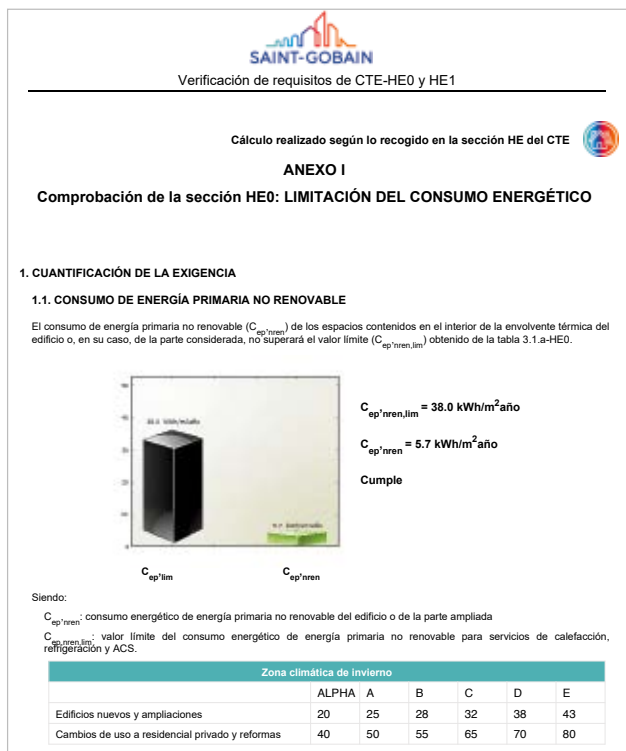 SAINT-GOBAIN
Verificación de requisitos de CTE-HE0 y HE1
Cálculo realizado según lo recogido en la sección HE del CTE
ANEXO I
Comprobación de la sección HE0: LIMITACIÓN DEL CONSUMO ENERGÉTICO
1. CUANTIFICACIÓN DE LA EXIGENCIA
1.1. CONSUMO DE ENERGÍA PRIMARIA NO RENOVABLE
El consumo de energía primaria no renovable (Cep'nren) de los espacios contenidos en el interior de la envolvente térmica del
edificio o, en su caso, de la parte considerada, no superará el valor límite (Cep'nren,lim) obtenido de la tabla 3.1.a-HE0.
Cep'nren,lim = 38.0 kWh/m²año
Cep'nren = 5.7 kWh/m²año
Cumple
Cep'lim Cep'nren
Siendo:
Cep'nren: consumo energético de energía primaria no renovable del edificio o de la parte ampliada
Cep,nren,lim: valor límite del consumo energético de energía primaria no renovable para servicios de calefacción,
refrigeración y ACS.
Zona climática de invierno
ALPHA A B C D E
Edificios nuevos y ampliaciones 20 25 28 32 38 43
Cambios de uso a residencial privado y reformas 40 50 55 65 70 80